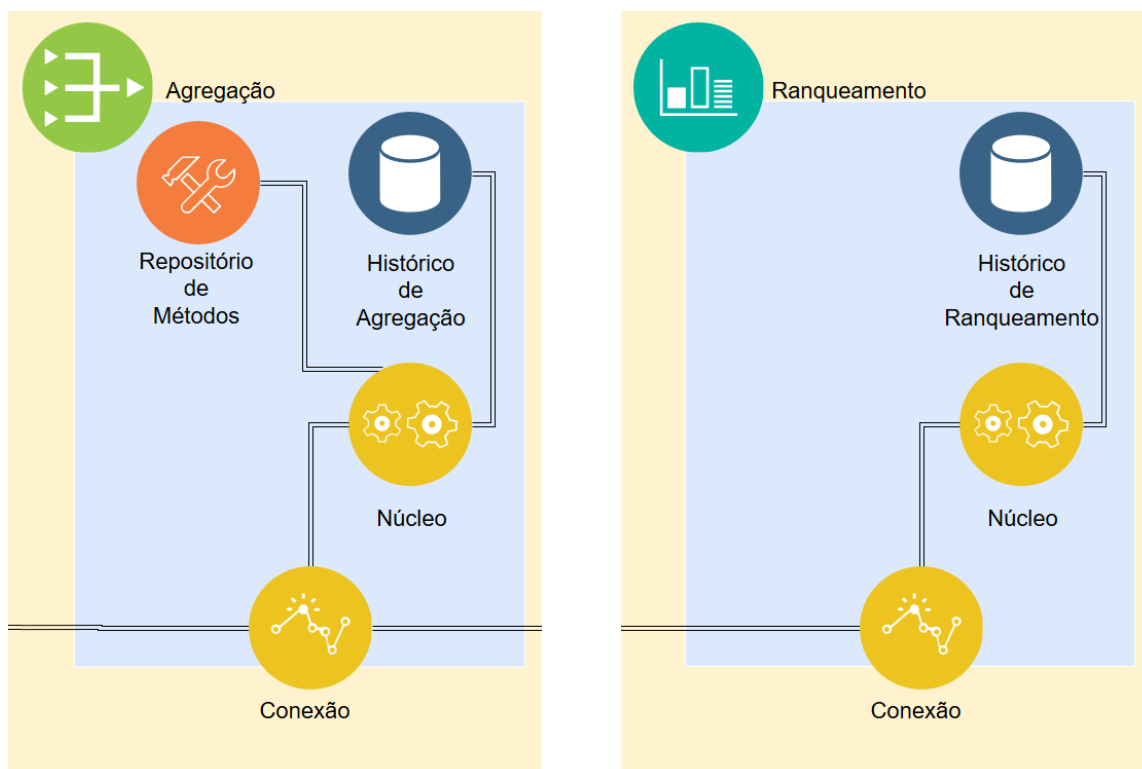 Agregação
Repositório
de
Métodos
Histórico
de
Agregação
Núcleo
Conexão
Ranqueamento
Histórico
de
Ranqueamento
Núcleo
Conexão